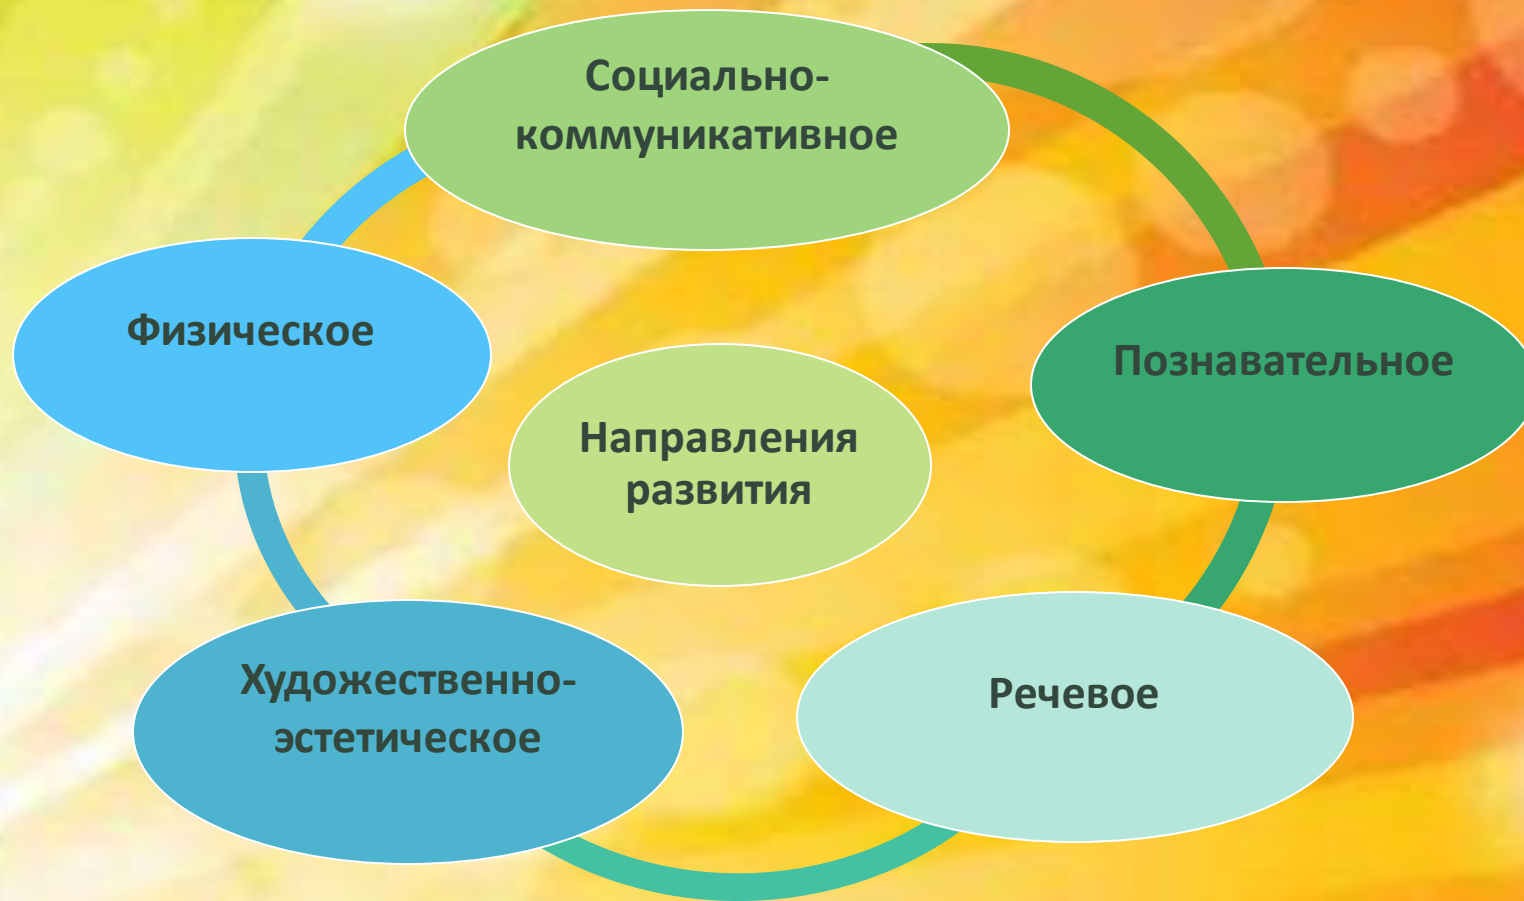 Социально-
коммуникативное
Физическое
Познавательное
Направления
развития
Художественно-
эстетическое
Речевое